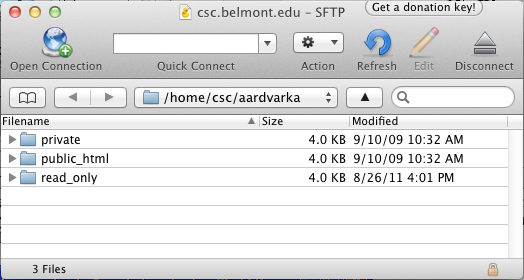 csc.belmont.edu – SFTP
Get a donation key!
Open Connection
Quick Connect
Action
Refresh
Edit
Disconnect
/home/csc/aardvarka
Filename Size Modified
private 4.0 KB 9/10/09 10:32 AM
public_html 4.0 KB 9/10/09 10:32 AM
read_only 4.0 KB 8/26/11 4:01 PM
3 Files